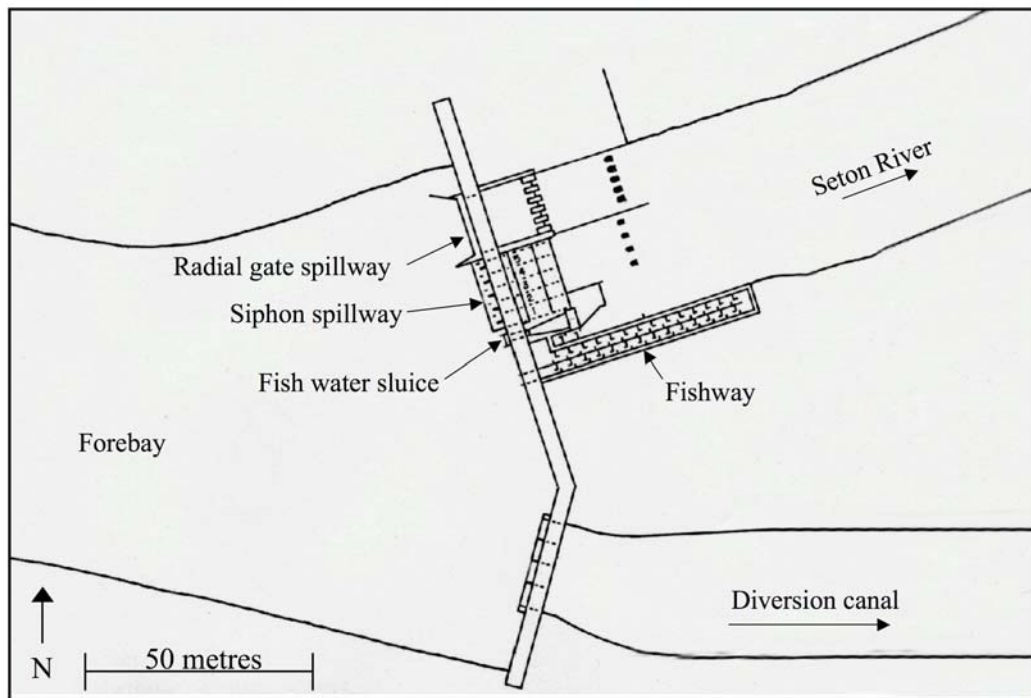 Seton River
Radial gate spillway
Siphon spillway
Fish water sluice
Fishway
Forebay
Diversion canal
N
50 metres